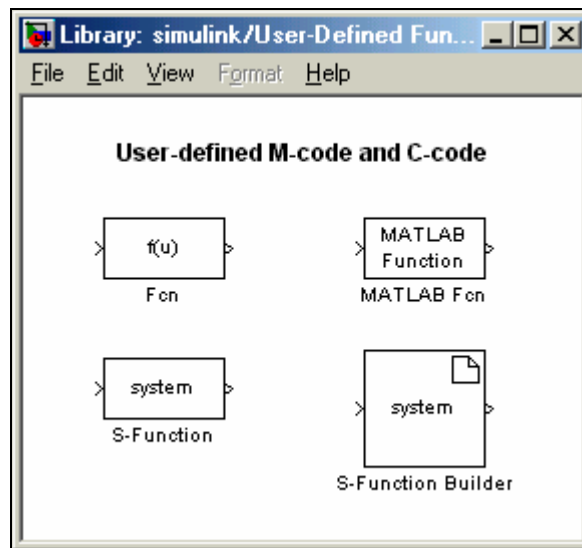 Library: simulink/User-Defined Fun...
File Edit View Format Help
User-defined M-code and C-code
f(u)
Fcn
MATLAB
Function
MATLAB Fcn
system
S-Function
system
S-Function Builder